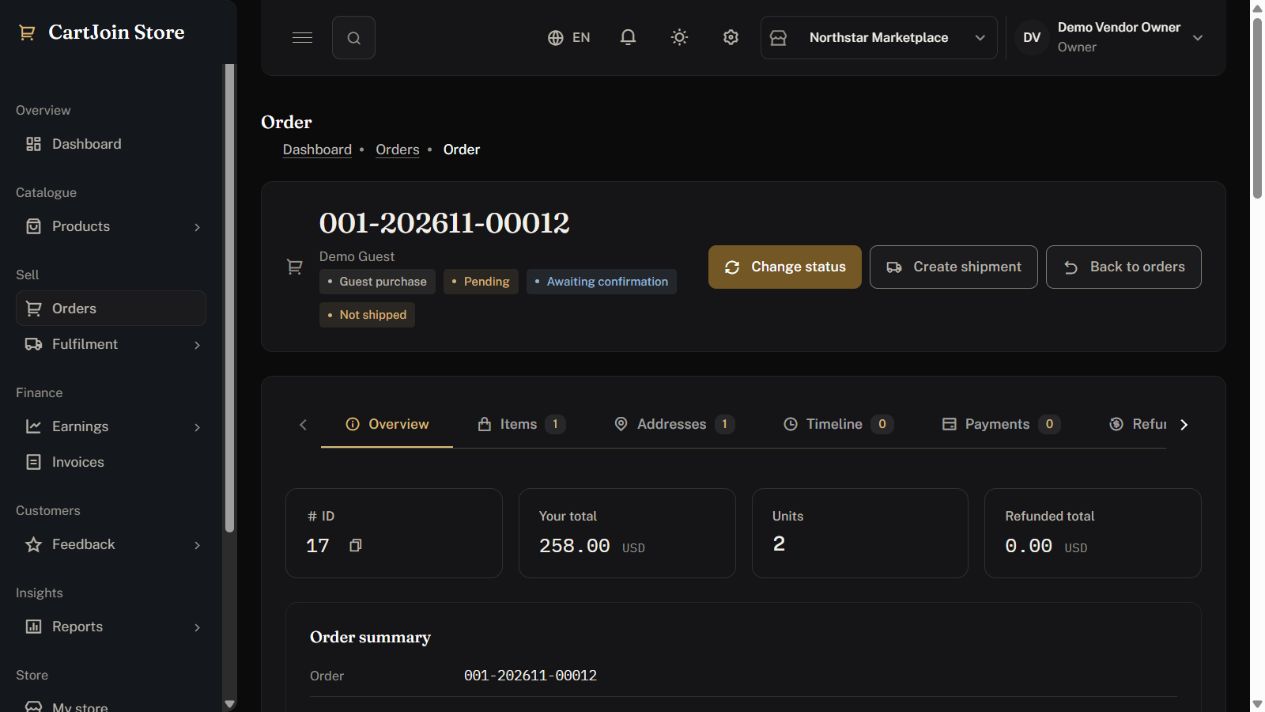 CartJoin Store
EN
Northstar Marketplace
DV
Demo Vendor Owner
Owner
Overview
Dashboard
Catalogue
Products
Sell
Orders
Fulfilment
Finance
Earnings
Invoices
Customers
Feedback
Insights
Reports
Store
My store
Order
Dashboard • Orders • Order
001-202611-00012
Demo Guest
• Guest purchase • Pending • Awaiting confirmation
• Not shipped
Change status
Create shipment
Back to orders
Overview
Items 1
Addresses 1
Timeline 0
Payments 0
Refu
# ID
17
Your total
258.00 USD
Units
2
Refunded total
0.00 USD
Order summary
Order 001-202611-00012